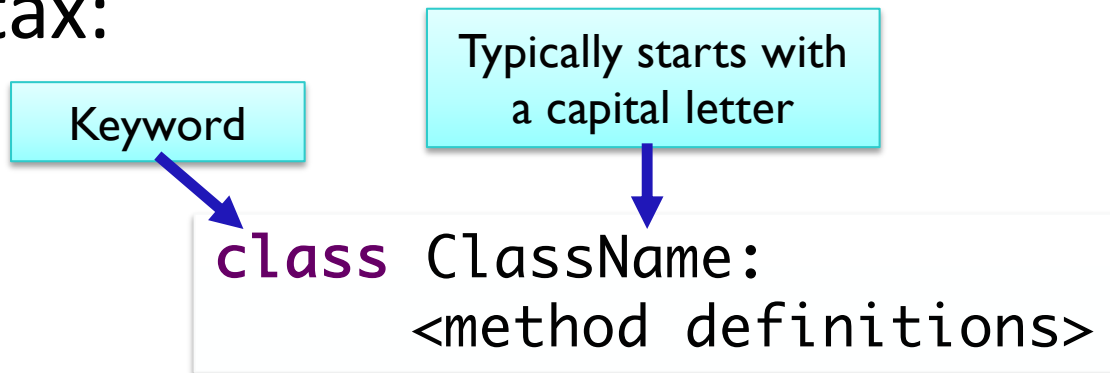 tax:
Keyword
Typically starts with
a capital letter
class ClassName:
<method definitions>